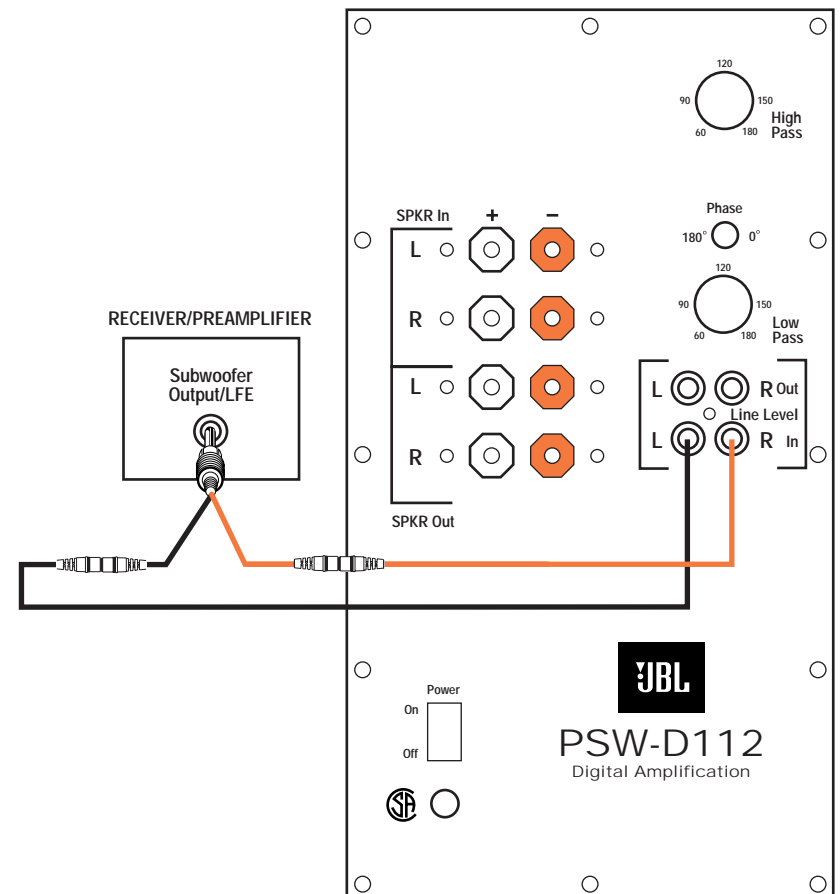 120
90 150
High
60 180 Pass
SPKR In + −
Phase
L
180° 0°
120
R
90 150
RECEIVER/PREAMPLIFIER
Low
60 180 Pass
Subwoofer
Output/LFE
L
L R Out
Line Level
R
L R In
SPKR Out
JBL
Power
On
PSW-D112
Off
Digital Amplification
SA